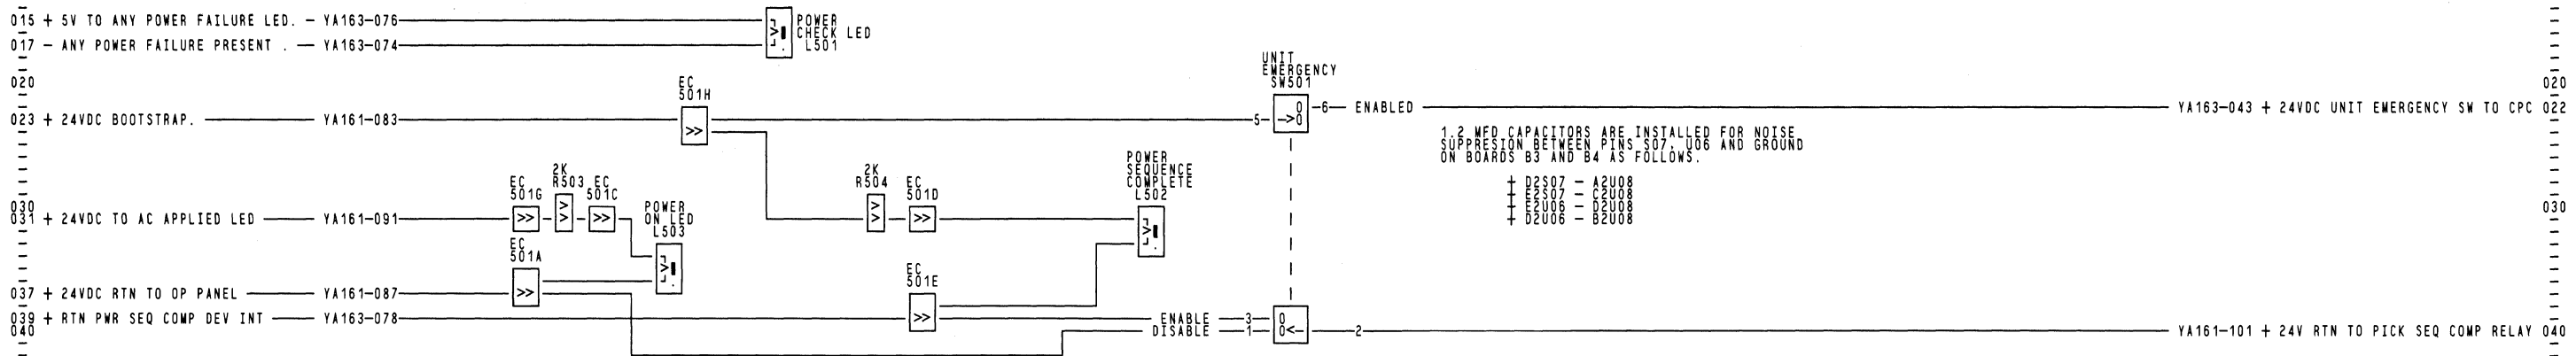 015 + 5V TO ANY POWER FAILURE LED. - YA163-076
POWER
CHECK LED
L501
017 - ANY POWER FAILURE PRESENT . - YA163-074
UNIT
EMERGENCY
SW501
020
020
EC
501H
0
->0
5
6 ENABLED
YA163-043 + 24VDC UNIT EMERGENCY SW TO CPC 022
023 + 24VDC BOOTSTRAP. YA161-083
>>
1.2 MFD CAPACITORS ARE INSTALLED FOR NOISE
SUPPRESION BETWEEN PINS S07, U06 AND GROUND
ON BOARDS B3 AND B4 AS FOLLOWS.
+ D2S07 - A2U08
+ E2S07 - C2U08
+ E2U06 - D2U08
+ D2U06 - B2U08
POWER
SEQUENCE
COMPLETE
L502
EC
501G
2K
R503
EC
501C
2K
R504
EC
501D
030
030
031 + 24VDC TO AC APPLIED LED YA161-091
>>
>>
>>
>>
>>
POWER
ON LED
L503
EC
501A
>>
EC
501E
>>
037 + 24VDC RTN TO OP PANEL YA161-087
039 + RTN PWR SEQ COMP DEV INT YA163-078
ENABLE 3
0
040
DISABLE 1
0<-
2
YA161-101 + 24V RTN TO PICK SEQ COMP RELAY 040